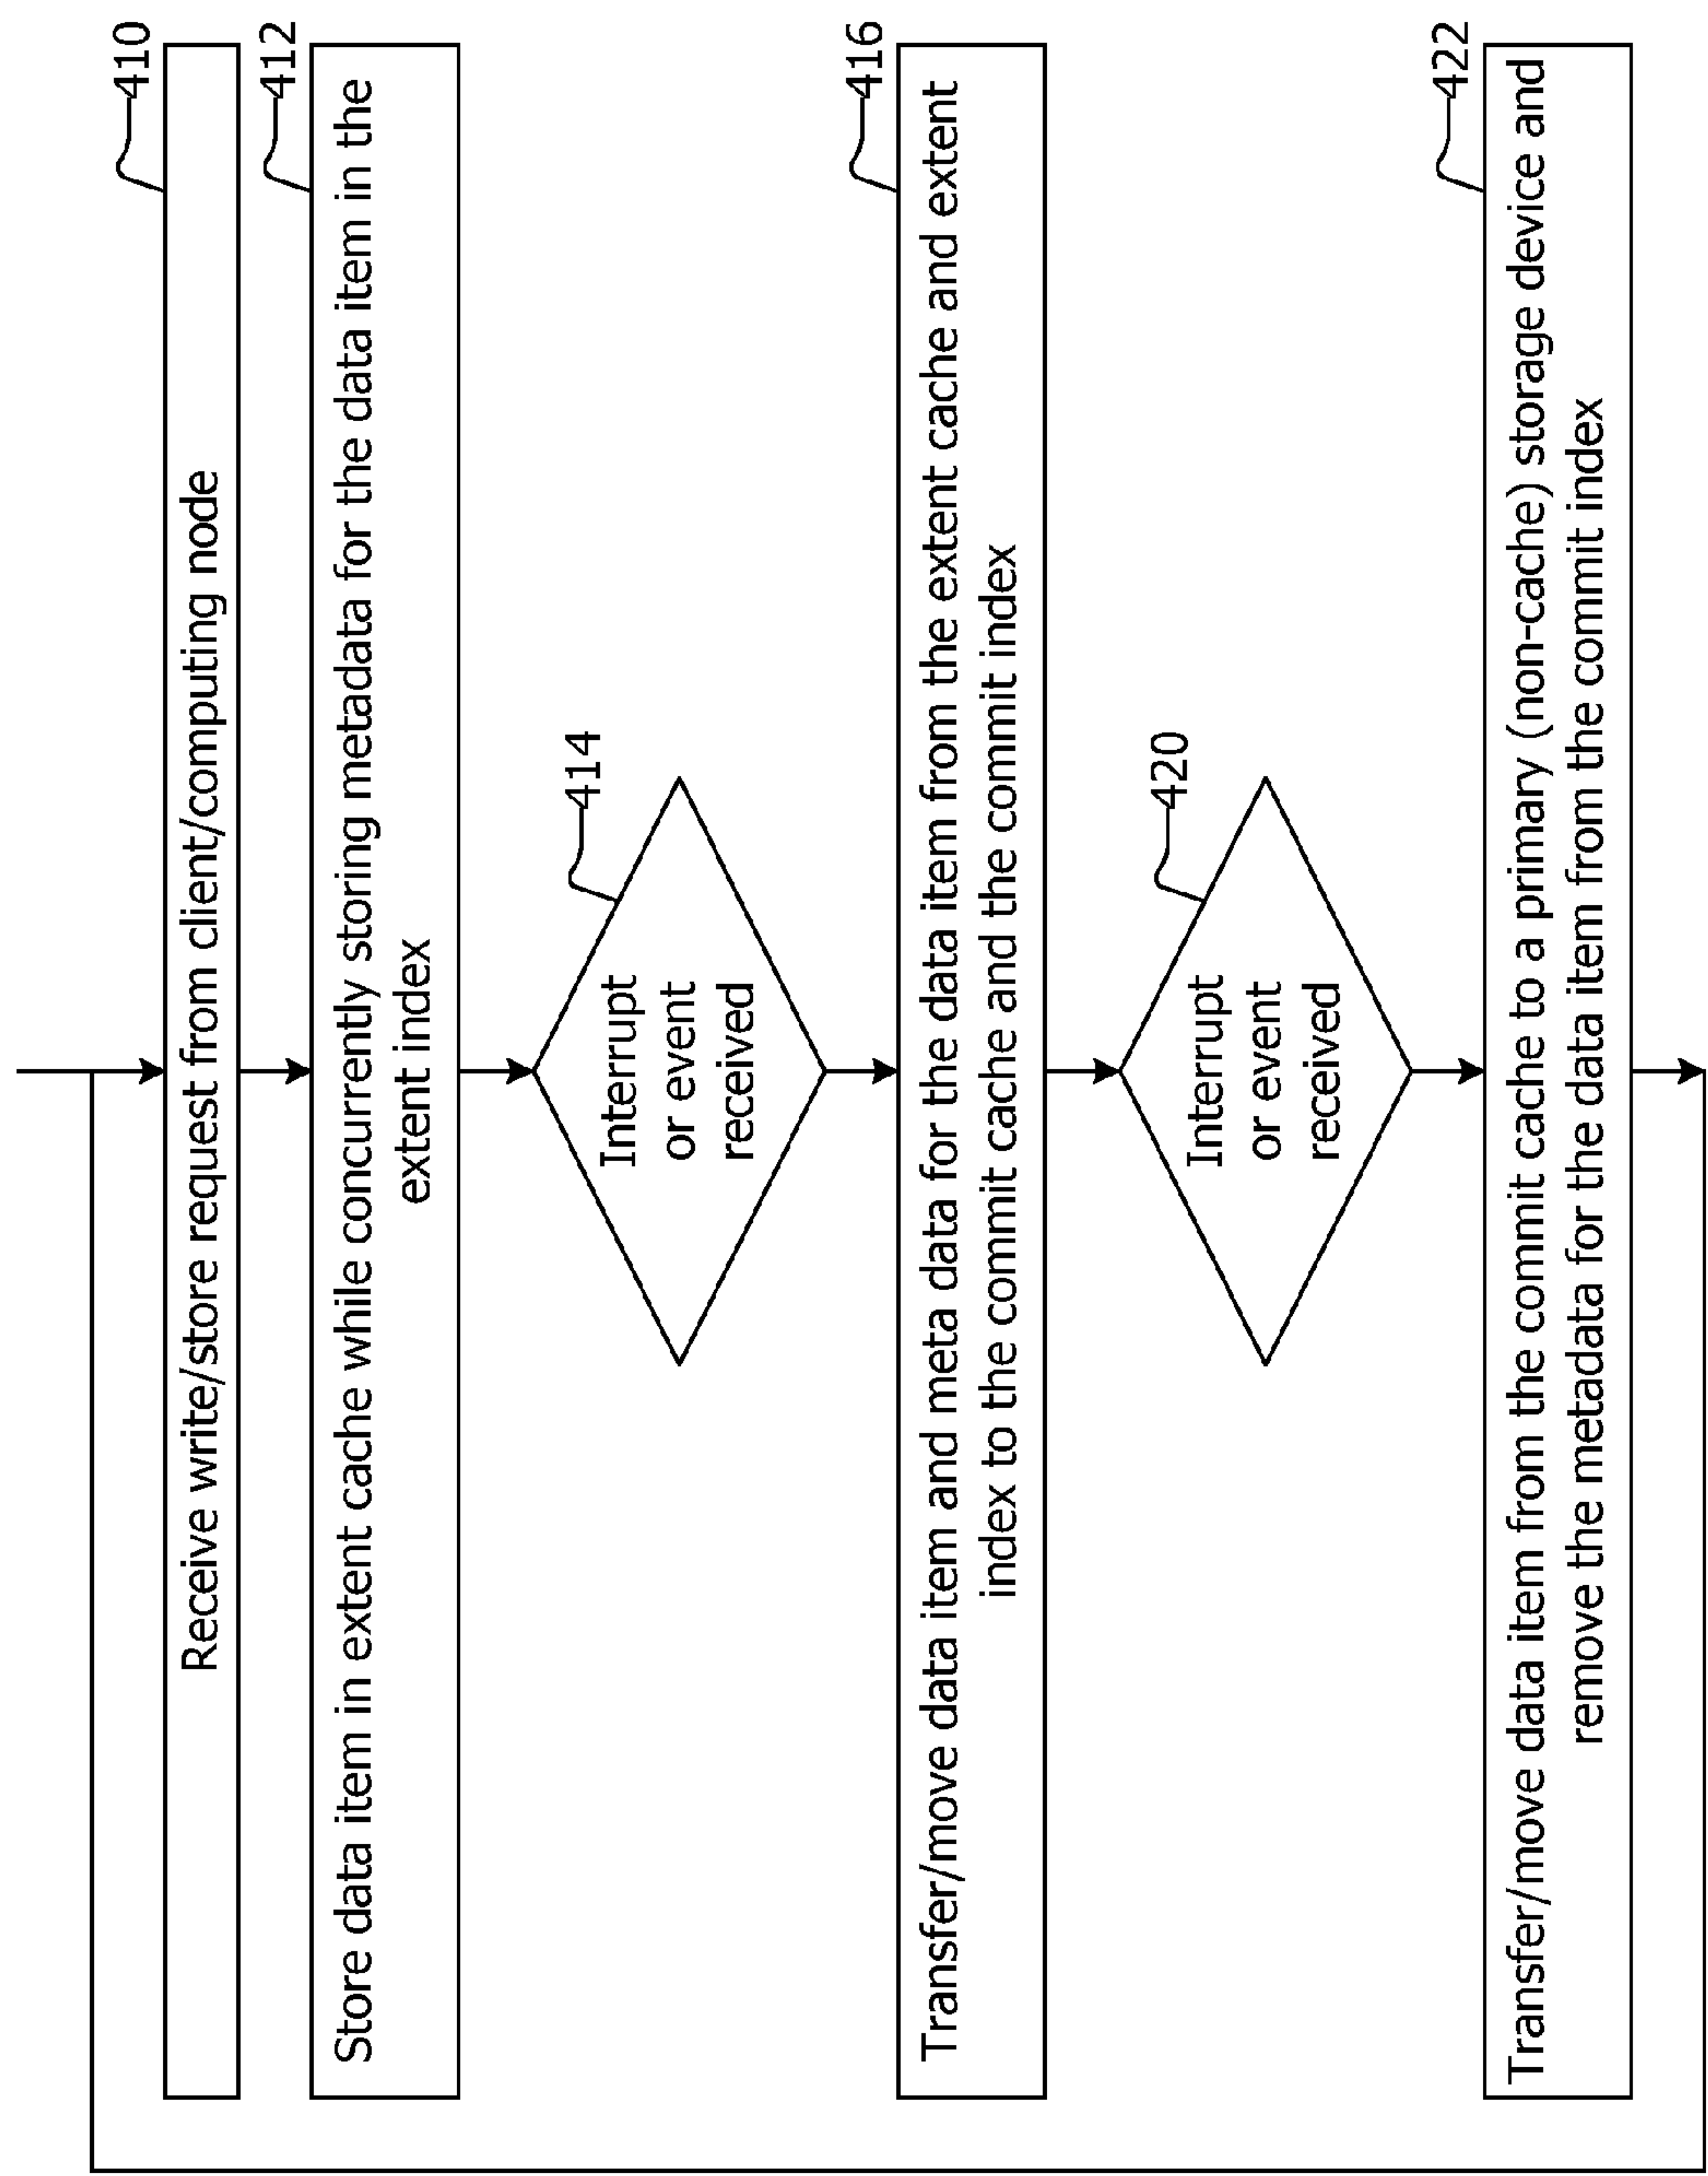 410
Receive write/store request from client/computing node
412
Store data item in extent cache while concurrently storing metadata for the data item in the
extent index
414
Interrupt
or event
received
416
Transfer/move data item and meta data for the data item from the extent cache and extent
index to the commit cache and the commit index
420
Interrupt
or event
received
422
Transfer/move data item from the commit cache to a primary (non-cache) storage device and
remove the metadata for the data item from the commit index